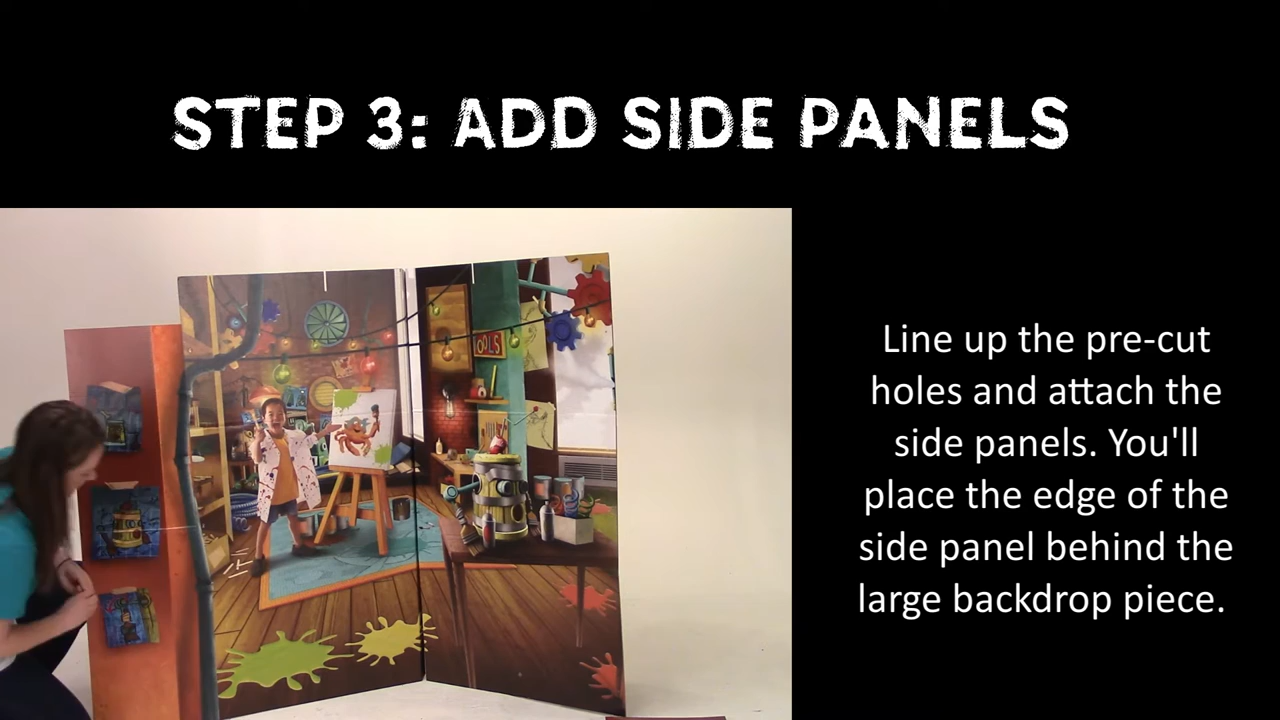 STEP 3: ADD SIDE PANELS
TOOLS
Line up the pre-cut
holes and attach the
side panels. You'll
place the edge of the
side panel behind the
large backdrop piece.